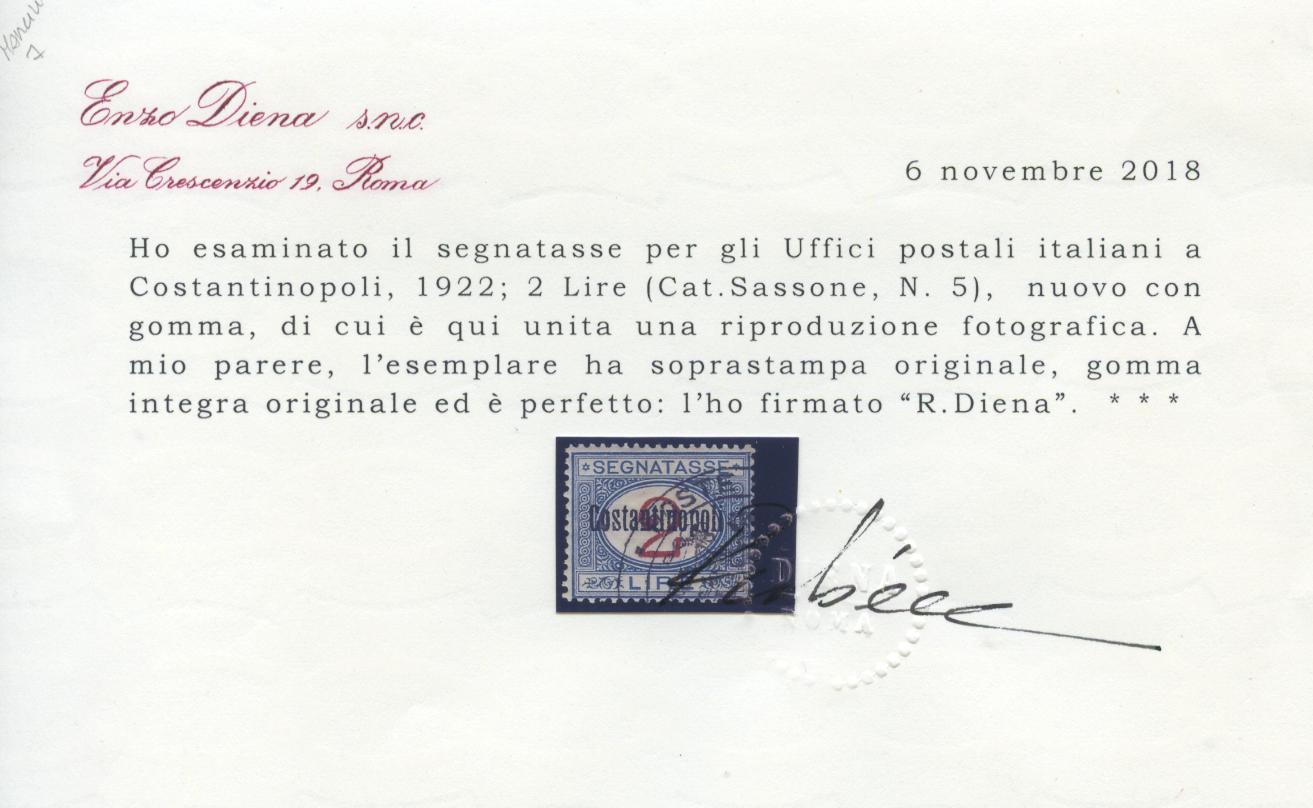 Enzo Diena s.n.c.
Via Crescenzio 19, Roma
6 novembre 2018
Ho esaminato il segnatasse per gli Uffici postali italiani a
Costantinopoli, 1922; 2 Lire (Cat.Sassone, N. 5), nuovo con
gomma, di cui è qui unita una riproduzione fotografica. A
mio parere, l'esemplare ha soprastampa originale, gomma
integra originale ed è perfetto: l'ho firmato “R.Diena”. * * *
SEGNATASSE
Costantinopoli
2
LIRE
DIENA
ROMA